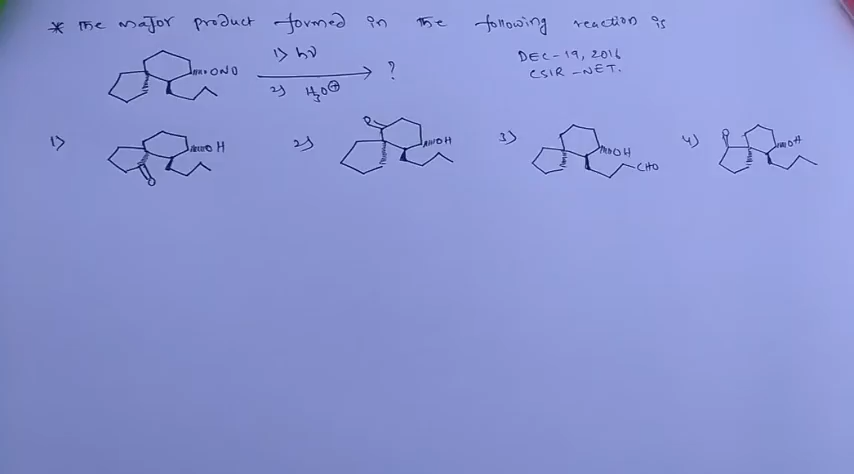 * The major product formed in the following reaction is
1) hν
DEC-19, 2016
ONO
?
2) H3O⊕
CSIR-NET.
1) OH O
2) O OH
3) OH CHO
4) O OH